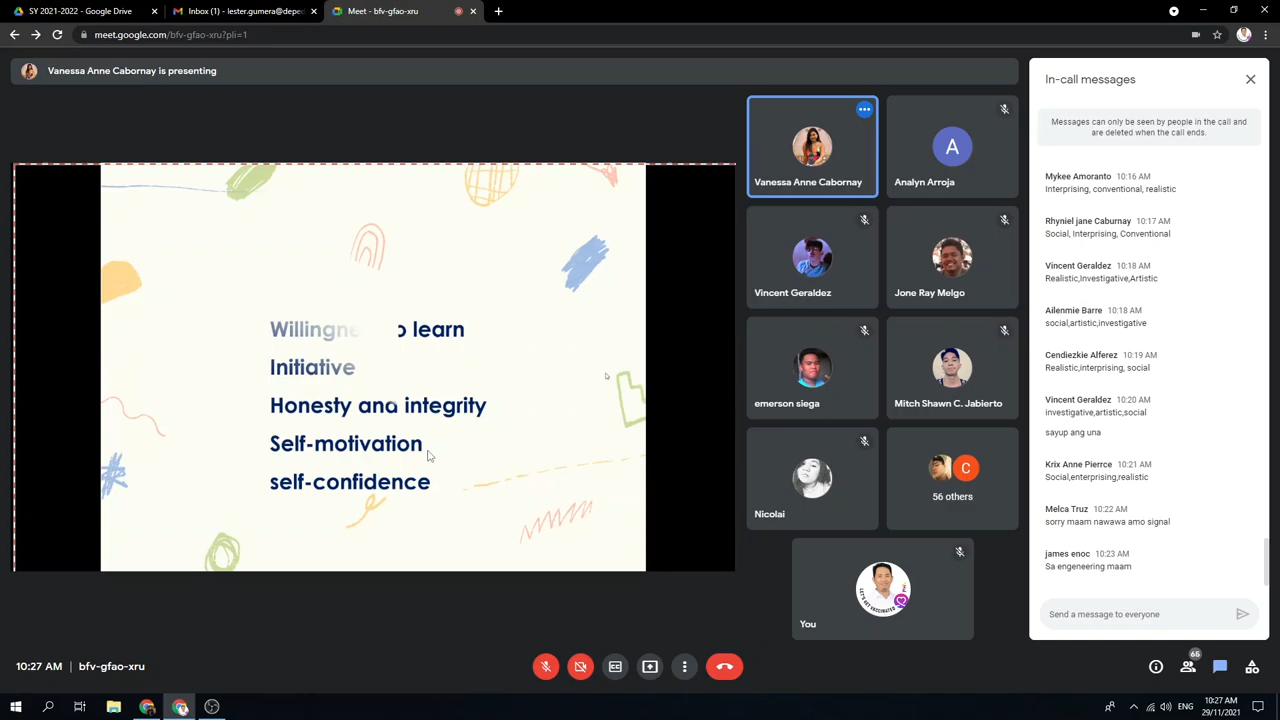 SY 2021-2022 - Google Drive
Inbox (1) - lester.gumera@deped
Meet - bfv-gfao-xru
meet.google.com/bfv-gfao-xru?pli=1
Vanessa Anne Cabornay is presenting
o learn
Initiative
Honesty and integrity
Self-motivation
self-confidence
Vanessa Anne Cabornay
A
Analyn Arroja
Vincent Geraldez
Jone Ray Melgo
emerson siega
Mitch Shawn C. Jabierto
Nicolai
C
56 others
LET'S GET VACCINATED
You
In-call messages
Messages can only be seen by people in the call and
are deleted when the call ends.
Mykee Amoranto 10:16 AM
Interprising, conventional, realistic
Rhyniel jane Caburnay 10:17 AM
Social, Interprising, Conventional
Vincent Geraldez 10:18 AM
Realistic,Investigative,Artistic
Ailenmie Barre 10:18 AM
social,artistic,investigative
Cendiezkie Alferez 10:19 AM
Realistic,interprising, social
Vincent Geraldez 10:20 AM
investigative,artistic,social
sayup ang una
Krix Anne Pierrce 10:21 AM
Social,enterprising,realistic
Melca Truz 10:22 AM
sorry maam nawawa amo signal
james enoc 10:23 AM
Sa engeneering maam
Send a message to everyone
10:27 AM | bfv-gfao-xru
65
ENG
10:27 AM
29/11/2021